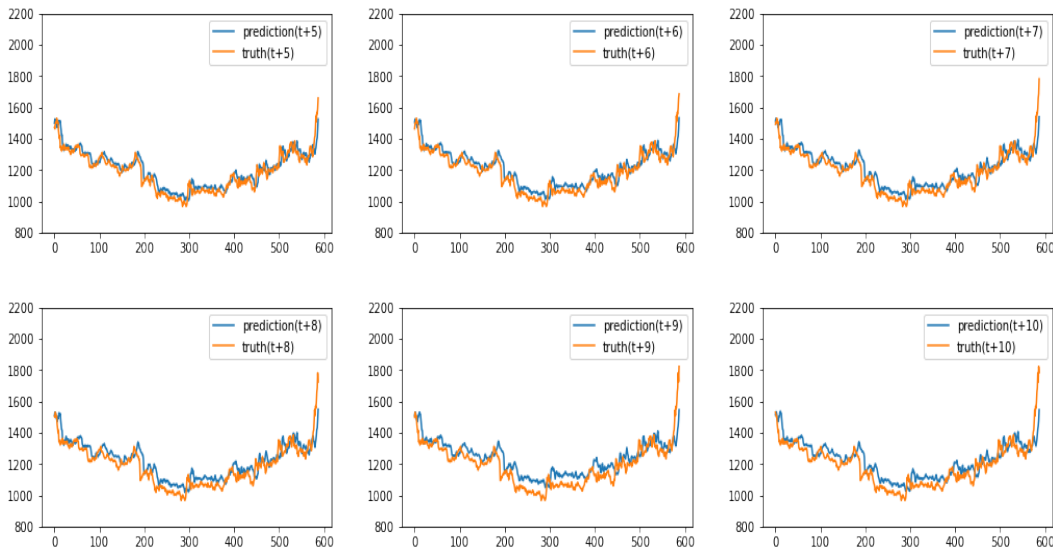 2200
2000
1800
1600
1400
1200
1000
800
0 100 200 300 400 500 600
prediction(t+5)
truth(t+5)
2200
2000
1800
1600
1400
1200
1000
800
0 100 200 300 400 500 600
prediction(t+6)
truth(t+6)
2200
2000
1800
1600
1400
1200
1000
800
0 100 200 300 400 500 600
prediction(t+7)
truth(t+7)
2200
2000
1800
1600
1400
1200
1000
800
0 100 200 300 400 500 600
prediction(t+8)
truth(t+8)
2200
2000
1800
1600
1400
1200
1000
800
0 100 200 300 400 500 600
prediction(t+9)
truth(t+9)
2200
2000
1800
1600
1400
1200
1000
800
0 100 200 300 400 500 600
prediction(t+10)
truth(t+10)